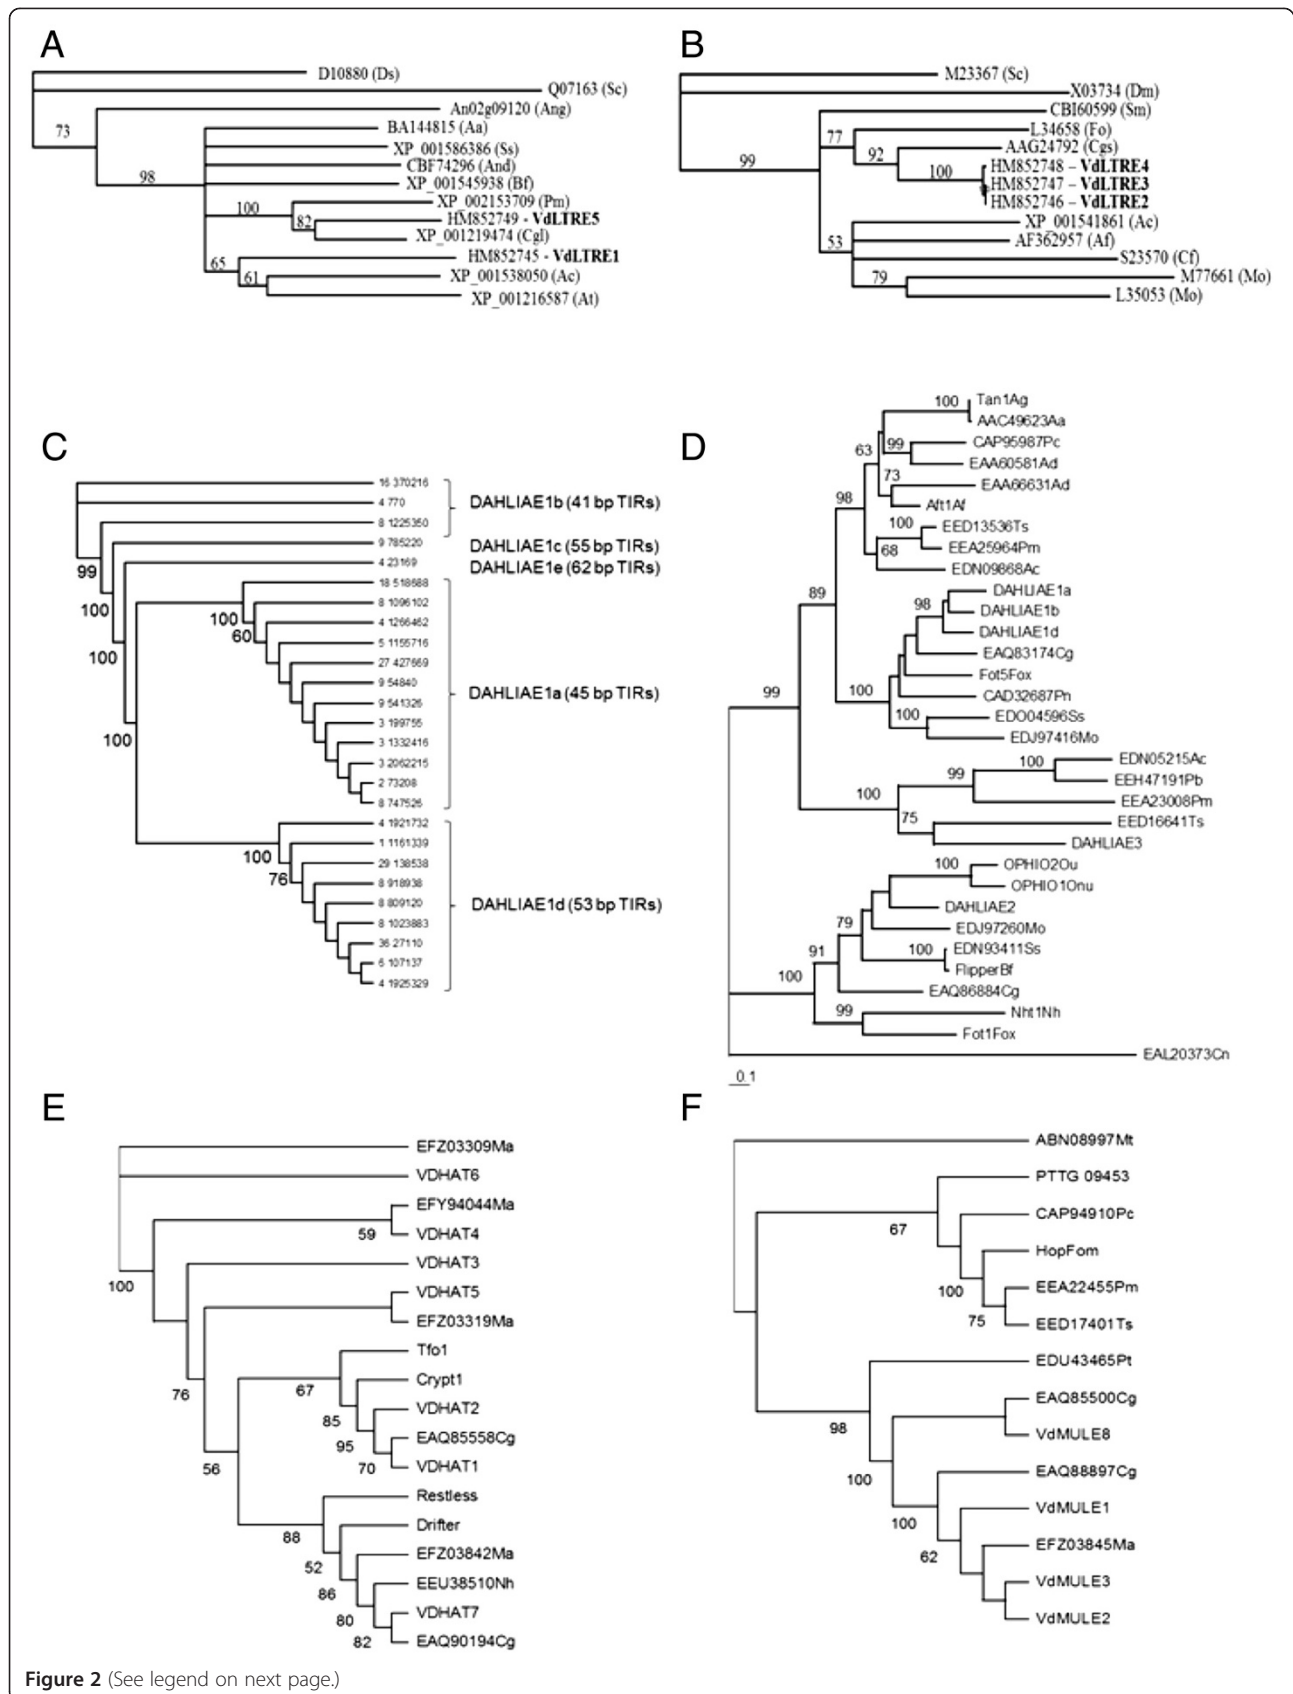 A
D10880 (Ds)
Q07163 (Sc)
An02g09120 (Ang)
73
BA144815 (Aa)
XP_001586386 (Ss)
CBF74296 (And)
98
XP_001545938 (Bf)
XP_002153709 (Pm)
100
HM852749 - VdLTRE5
82
XP_001219474 (Cgl)
HM852745 - VdLTRE1
65
XP_001538050 (Ac)
61
XP_001216587 (At)
B
M23367 (Sc)
X03734 (Dm)
CBI60599 (Sm)
L34658 (Fo)
77
AAG24792 (Cgs)
92
99
HM852748 – VdLTRE4
100
HM852747 – VdLTRE3
HM852746 – VdLTRE2
XP_001541861 (Ac)
AF362957 (Af)
53
S23570 (Cf)
M77661 (Mo)
79
L35053 (Mo)
C
16 370216
4 770
8 1225350
DAHLIAE1b (41 bp TIRs)
9 785220
DAHLIAE1c (55 bp TIRs)
4 23169
DAHLIAE1e (62 bp TIRs)
99
18 518688
8 1096102
100
100
4 1266462
60
5 1155716
100
27 427669
9 54840
DAHLIAE1a (45 bp TIRs)
9 541326
3 199755
3 1332416
100
3 2062215
2 73208
8 747526
4 1921732
1 1161339
100
29 138538
76
8 918938
8 809120
DAHLIAE1d (53 bp TIRs)
8 1023883
36 27110
6 107137
4 1925329
D
100
Tan1Ag
AAC49623Aa
99
CAP95987Pc
63
EAA60581Ad
73
EAA66631Ad
98
Aft1Af
100
EED13536Ts
EEA25964Pm
68
EDN09868Ac
89
DAHLIAE1a
98
DAHLIAE1b
DAHLIAE1d
EAQ83174Cg
Fot5Fox
99
100
CAD32687Pn
100
EDO04596Ss
EDJ97416Mo
100
EDN05215Ac
99
EEH47191Pb
100
EEA23008Pm
75
EED16641Ts
DAHLIAE3
100
OPHIO2Ou
OPHIO1Onu
DAHLIAE2
79
EDJ97260Mo
91
100
EDN93411Ss
FlipperBf
100
EAQ86884Cg
99
Nht1Nh
Fot1Fox
EAL20373Cn
0.1
E
EFZ03309Ma
VDHAT6
EFY94044Ma
59
VDHAT4
VDHAT3
100
VDHAT5
EFZ03319Ma
Tfo1
67
Crypt1
76
VDHAT2
85
EAQ85558Cg
95
VDHAT1
70
56
Restless
Drifter
88
EFZ03842Ma
52
EEU38510Nh
86
VDHAT7
80
EAQ90194Cg
82
F
ABN08997Mt
PTTG 09453
CAP94910Pc
67
HopFom
EEA22455Pm
100
EED17401Ts
75
EDU43465Pt
EAQ85500Cg
98
VdMULE8
EAQ88897Cg
100
VdMULE1
100
EFZ03845Ma
62
VdMULE3
VdMULE2
Figure 2 (See legend on next page.)